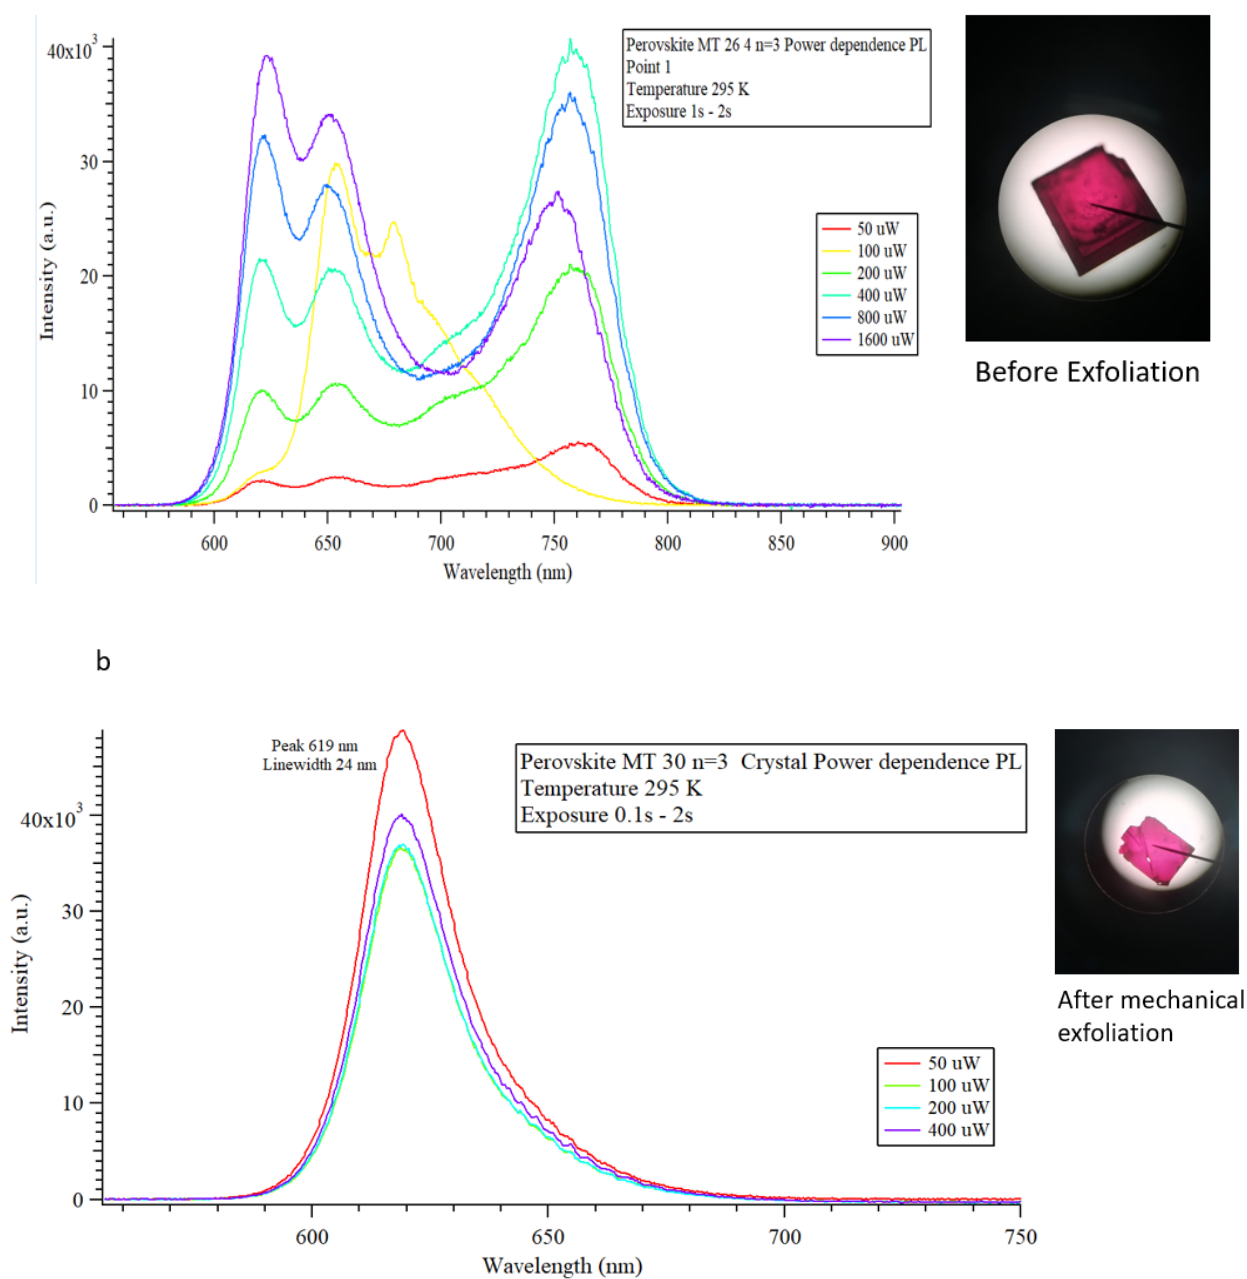 40x10³
30
20
10
0
Intensity (a.u.)
600 650 700 750 800 850 900
Wavelength (nm)
Perovskite MT 26 4 n=3 Power dependence PL
Point 1
Temperature 295 K
Exposure 1s - 2s
50 uW
100 uW
200 uW
400 uW
800 uW
1600 uW
Before Exfoliation
b
Peak 619 nm
Linewidth 24 nm
40x10³
30
20
10
0
Intensity (a.u.)
600 650 700 750
Wavelength (nm)
Perovskite MT 30 n=3 Crystal Power dependence PL
Temperature 295 K
Exposure 0.1s - 2s
50 uW
100 uW
200 uW
400 uW
After mechanical
exfoliation